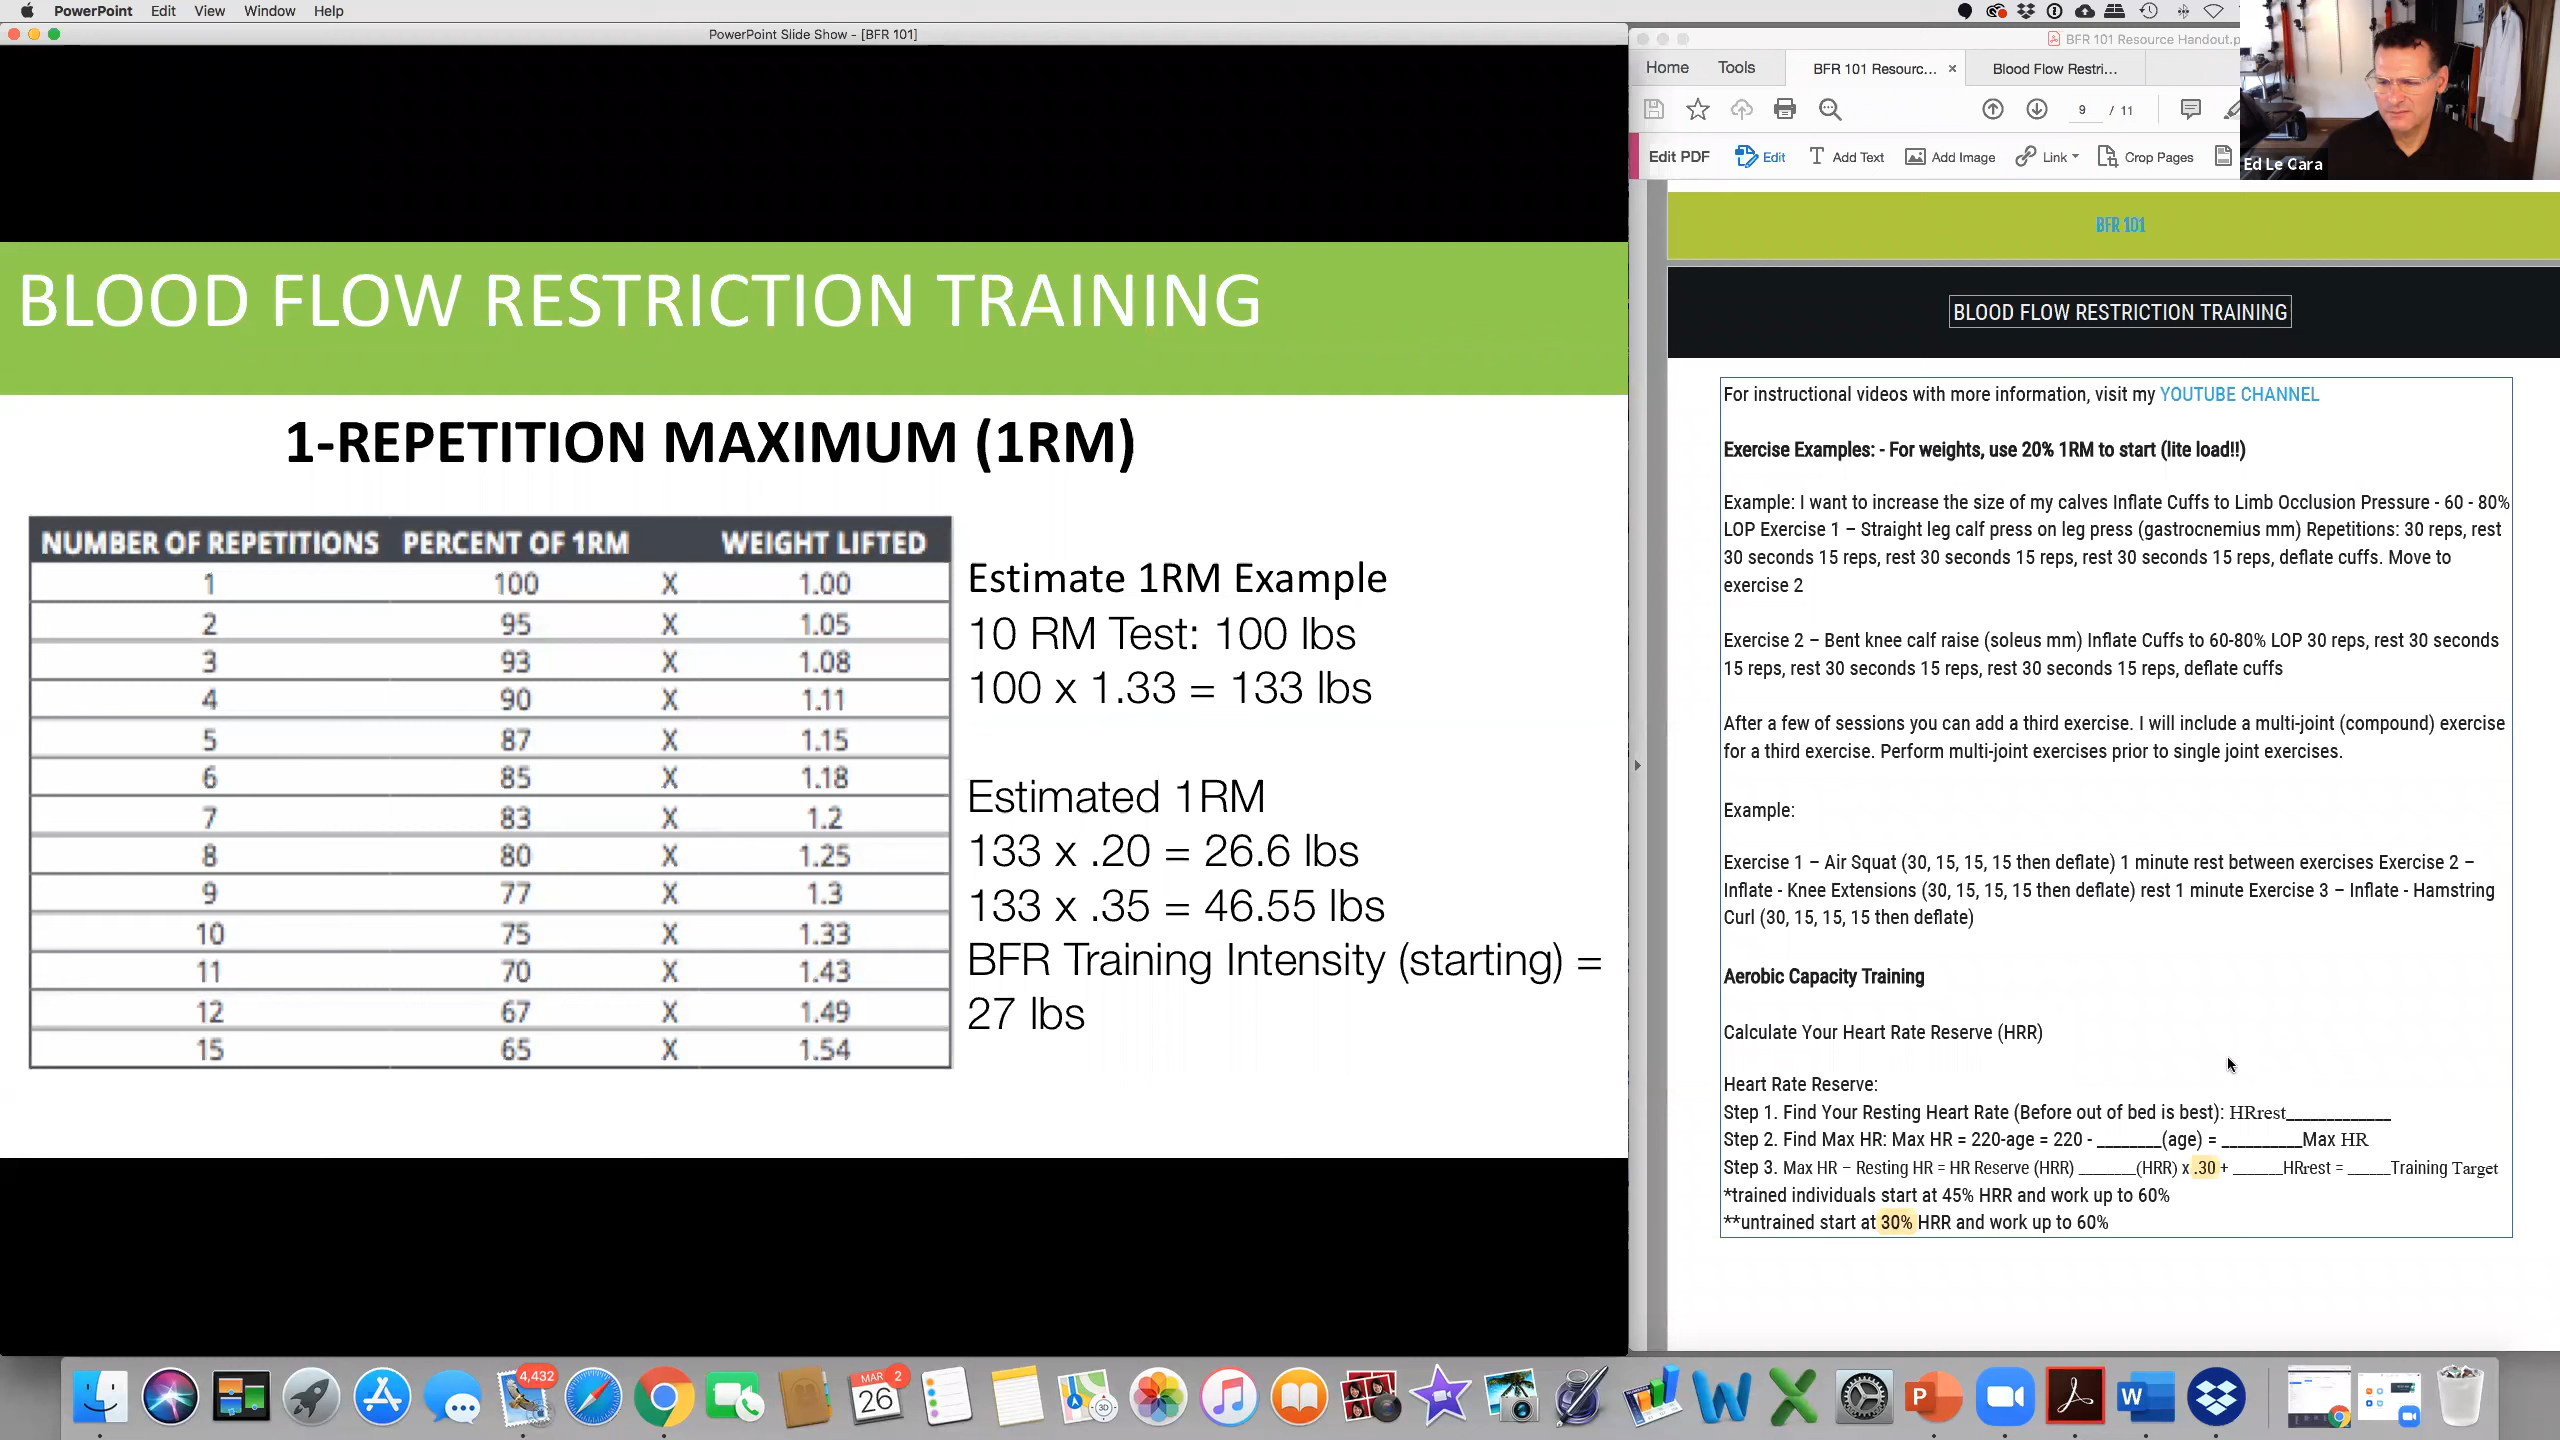 PowerPoint Edit View Window Help
PowerPoint Slide Show - [BFR 101]
BLOOD FLOW RESTRICTION TRAINING
1-REPETITION MAXIMUM (1RM)
NUMBER OF REPETITIONS PERCENT OF 1RM WEIGHT LIFTED
1 100 X 1.00
2 95 X 1.05
3 93 X 1.08
4 90 X 1.11
5 87 X 1.15
6 85 X 1.18
7 83 X 1.2
8 80 X 1.25
9 77 X 1.3
10 75 X 1.33
11 70 X 1.43
12 67 X 1.49
15 65 X 1.54
Estimate 1RM Example
10 RM Test: 100 lbs
100 x 1.33 = 133 lbs
Estimated 1RM
133 x .20 = 26.6 lbs
133 x .35 = 46.55 lbs
BFR Training Intensity (starting) =
27 lbs
BFR 101 Resource Handout.p
Home Tools BFR 101 Resourc... × Blood Flow Restri...
9 / 11
Edit PDF Edit Add Text Add Image Link Crop Pages
Ed Le Cara
BFR 101
BLOOD FLOW RESTRICTION TRAINING
For instructional videos with more information, visit my YOUTUBE CHANNEL
Exercise Examples: - For weights, use 20% 1RM to start (lite load!!)
Example: I want to increase the size of my calves Inflate Cuffs to Limb Occlusion Pressure - 60 - 80%
LOP Exercise 1 – Straight leg calf press on leg press (gastrocnemius mm) Repetitions: 30 reps, rest
30 seconds 15 reps, rest 30 seconds 15 reps, rest 30 seconds 15 reps, deflate cuffs. Move to
exercise 2
Exercise 2 – Bent knee calf raise (soleus mm) Inflate Cuffs to 60-80% LOP 30 reps, rest 30 seconds
15 reps, rest 30 seconds 15 reps, rest 30 seconds 15 reps, deflate cuffs
After a few of sessions you can add a third exercise. I will include a multi-joint (compound) exercise
for a third exercise. Perform multi-joint exercises prior to single joint exercises.
Example:
Exercise 1 – Air Squat (30, 15, 15, 15 then deflate) 1 minute rest between exercises Exercise 2 –
Inflate - Knee Extensions (30, 15, 15, 15 then deflate) rest 1 minute Exercise 3 – Inflate - Hamstring
Curl (30, 15, 15, 15 then deflate)
Aerobic Capacity Training
Calculate Your Heart Rate Reserve (HRR)
Heart Rate Reserve:
Step 1. Find Your Resting Heart Rate (Before out of bed is best): HRrest____________
Step 2. Find Max HR: Max HR = 220-age = 220 - ________(age) = __________Max HR
Step 3. Max HR – Resting HR = HR Reserve (HRR) _______(HRR) x .30 + ______HRrest = _____Training Target
*trained individuals start at 45% HRR and work up to 60%
**untrained start at 30% HRR and work up to 60%
4,432
MAR 2
26
3D
P
W